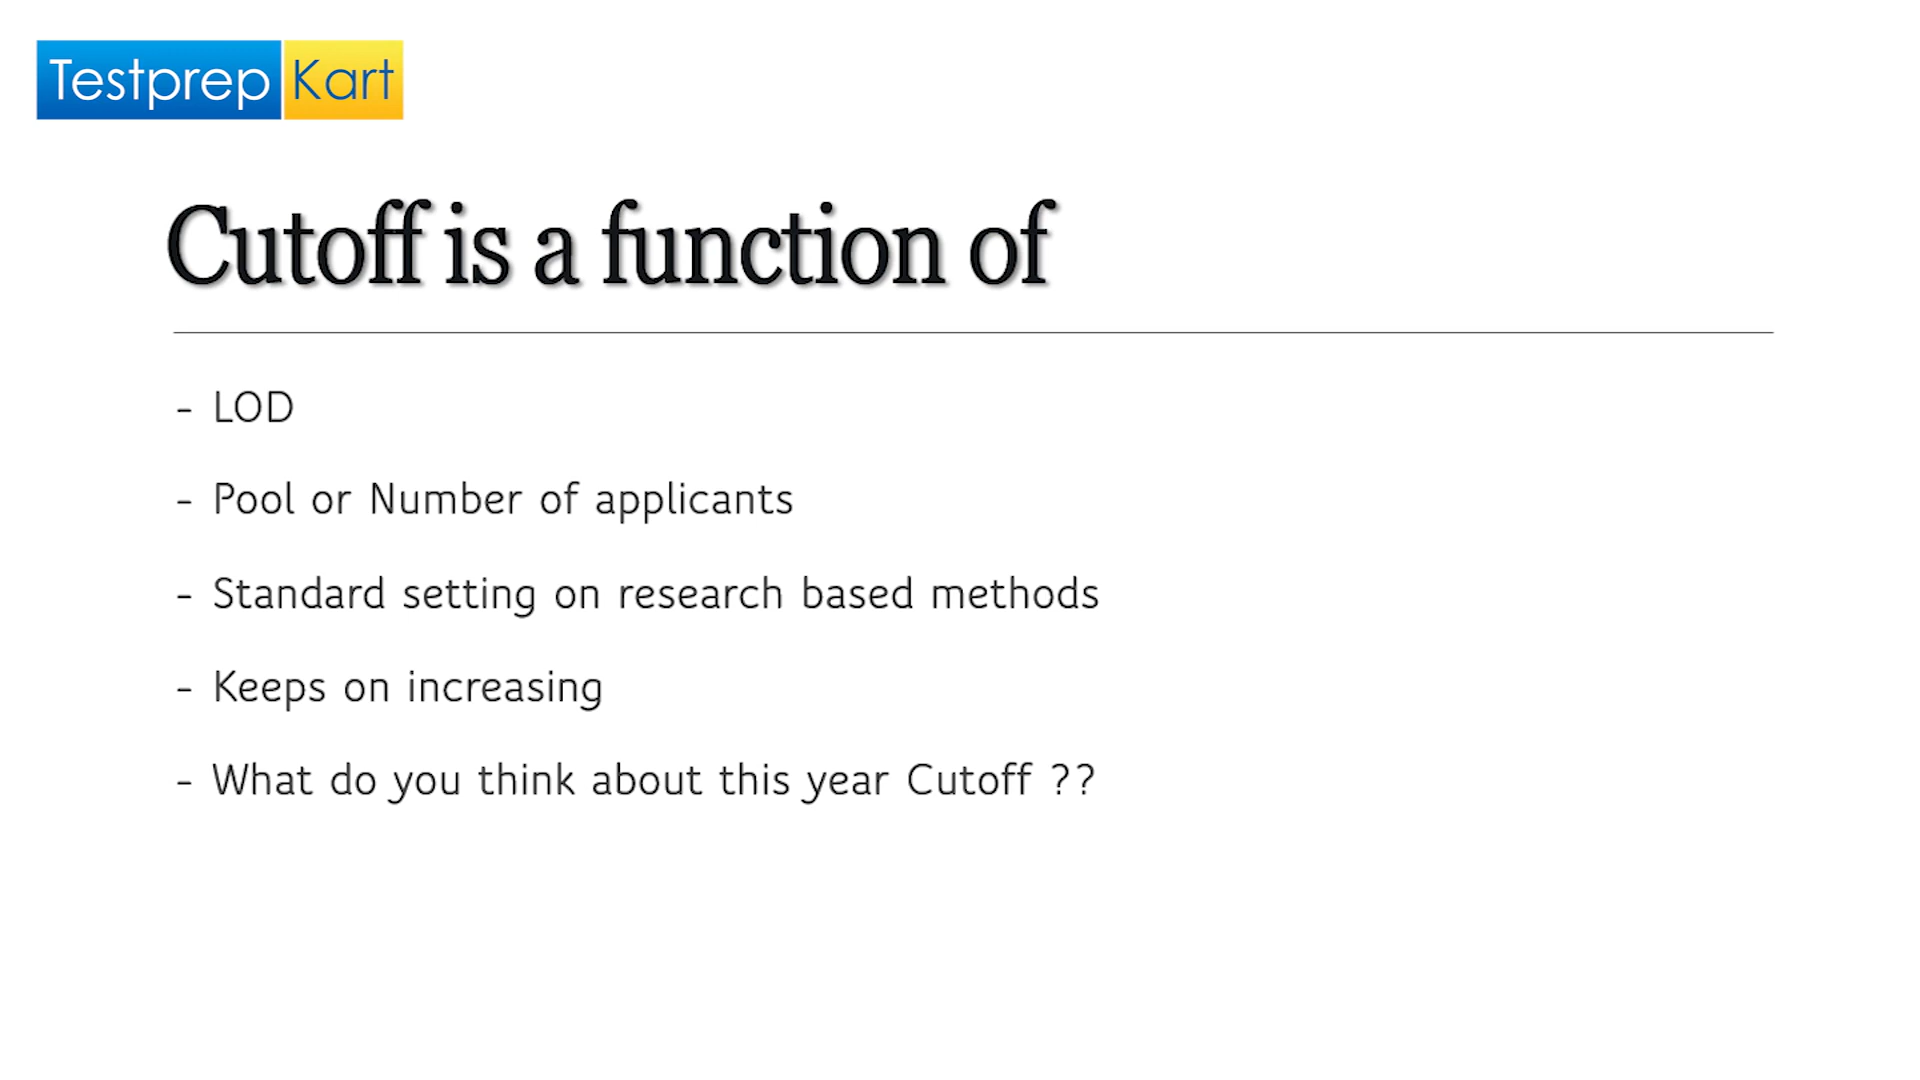 Testprep Kart
Cutoff is a function of
- LOD
- Pool or Number of applicants
- Standard setting on research based methods
- Keeps on increasing
- What do you think about this year Cutoff ??